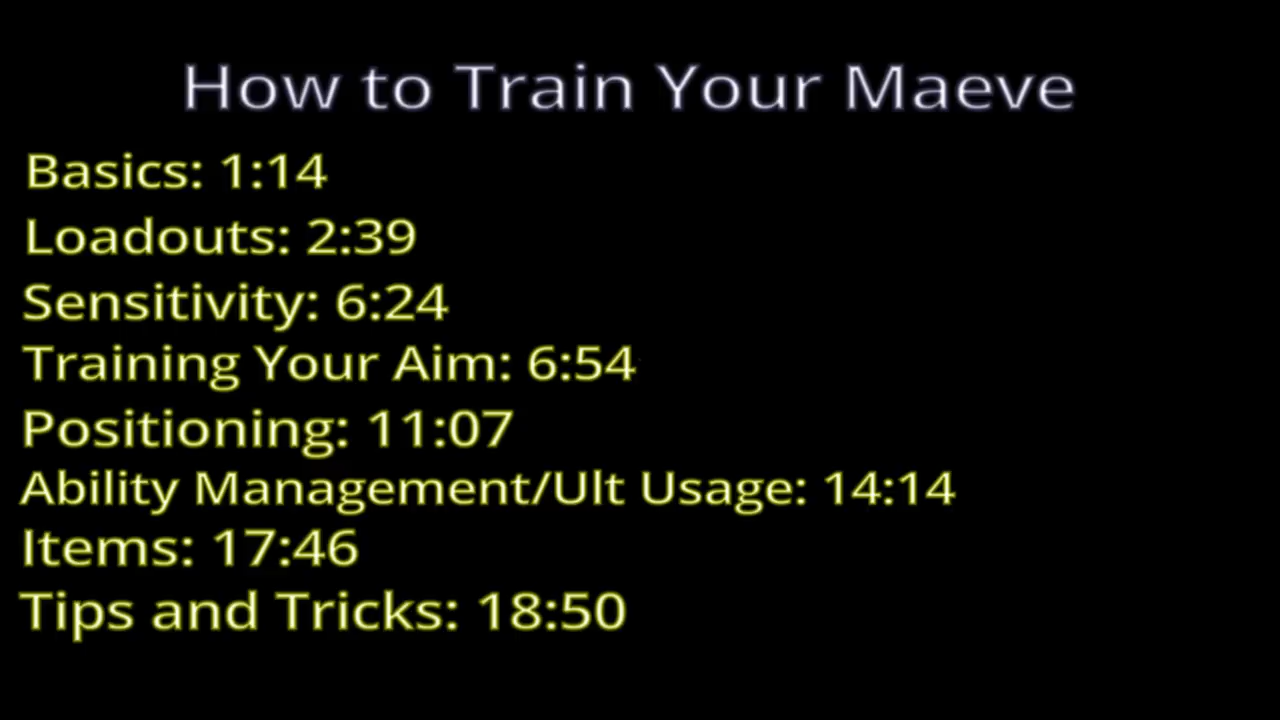 How to Train Your Maeve
Basics: 1:14
Loadouts: 2:39
Sensitivity: 6:24
Training Your Aim: 6:54
Positioning: 11:07
Ability Management/Ult Usage: 14:14
Items: 17:46
Tips and Tricks: 18:50